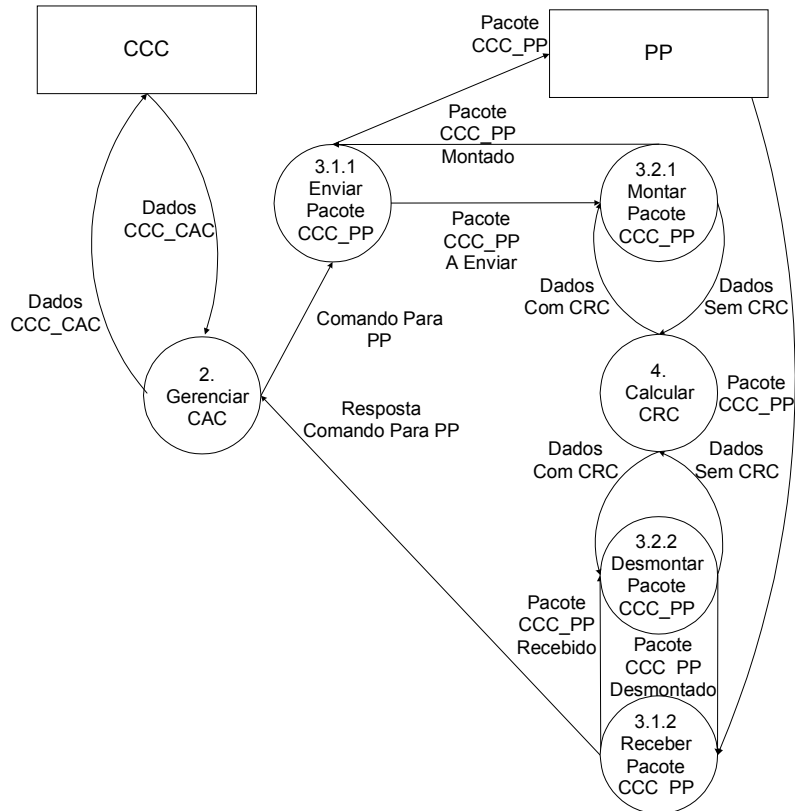 CCC
PP
Pacote
CCC_PP
Pacote
CCC_PP
Montado
3.1.1
Enviar
Pacote
CCC_PP
3.2.1
Montar
Pacote
CCC_PP
Pacote
CCC_PP
A Enviar
Dados
CCC_CAC
Dados
CCC_CAC
Dados
Com CRC
Dados
Sem CRC
Comando Para
PP
2.
Gerenciar
CAC
4.
Calcular
CRC
Pacote
CCC_PP
Resposta
Comando Para PP
Dados
Com CRC
Dados
Sem CRC
3.2.2
Desmontar
Pacote
CCC_PP
Pacote
CCC_PP
Recebido
Pacote
CCC PP
Desmontado
3.1.2
Receber
Pacote
CCC PP